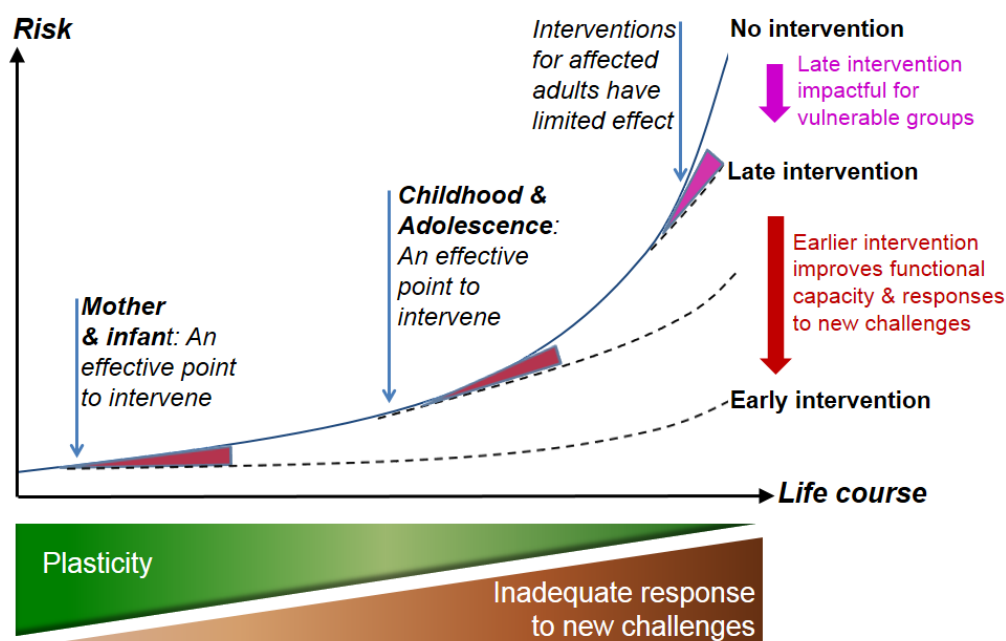 Risk
Interventions
for affected
adults have
limited effect
No intervention
Late intervention
impactful for
vulnerable groups
Late intervention
Childhood &
Adolescence:
An effective
point to
intervene
Earlier intervention
improves functional
capacity & responses
to new challenges
Mother
& infant: An
effective point
to intervene
Early intervention
Life course
Plasticity
Inadequate response
to new challenges